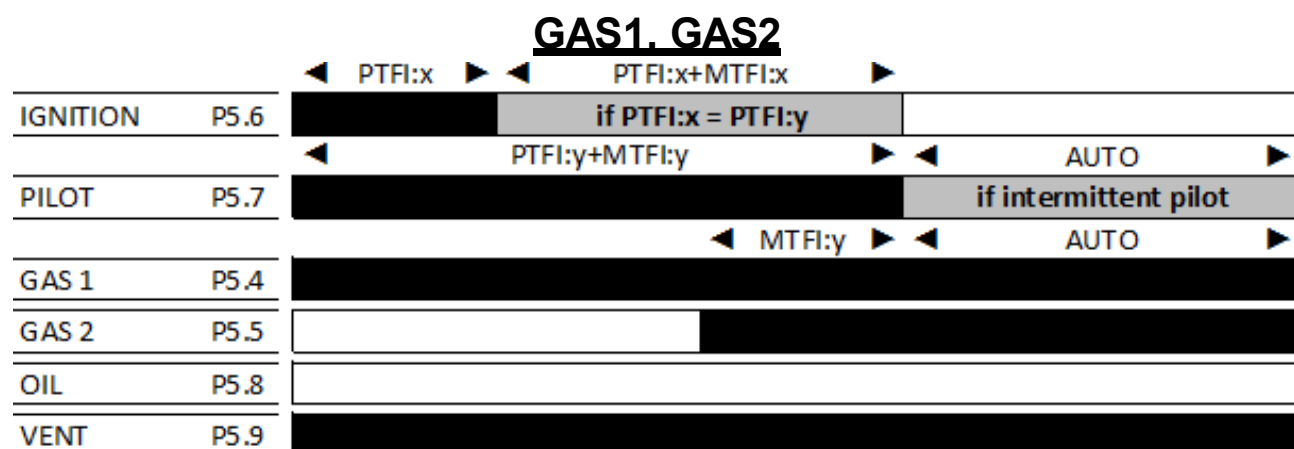 GAS1, GAS2
◄ PTFI:x ► ◄ PTFI:x+MTFI:x ►
IGNITION P5.6 if PTFI:x = PTFI:y
◄ PTFI:y+MTFI:y ► ◄ AUTO ►
PILOT P5.7 if intermittent pilot
◄ MTFI:y ► ◄ AUTO ►
GAS 1 P5.4
GAS 2 P5.5
OIL P5.8
VENT P5.9